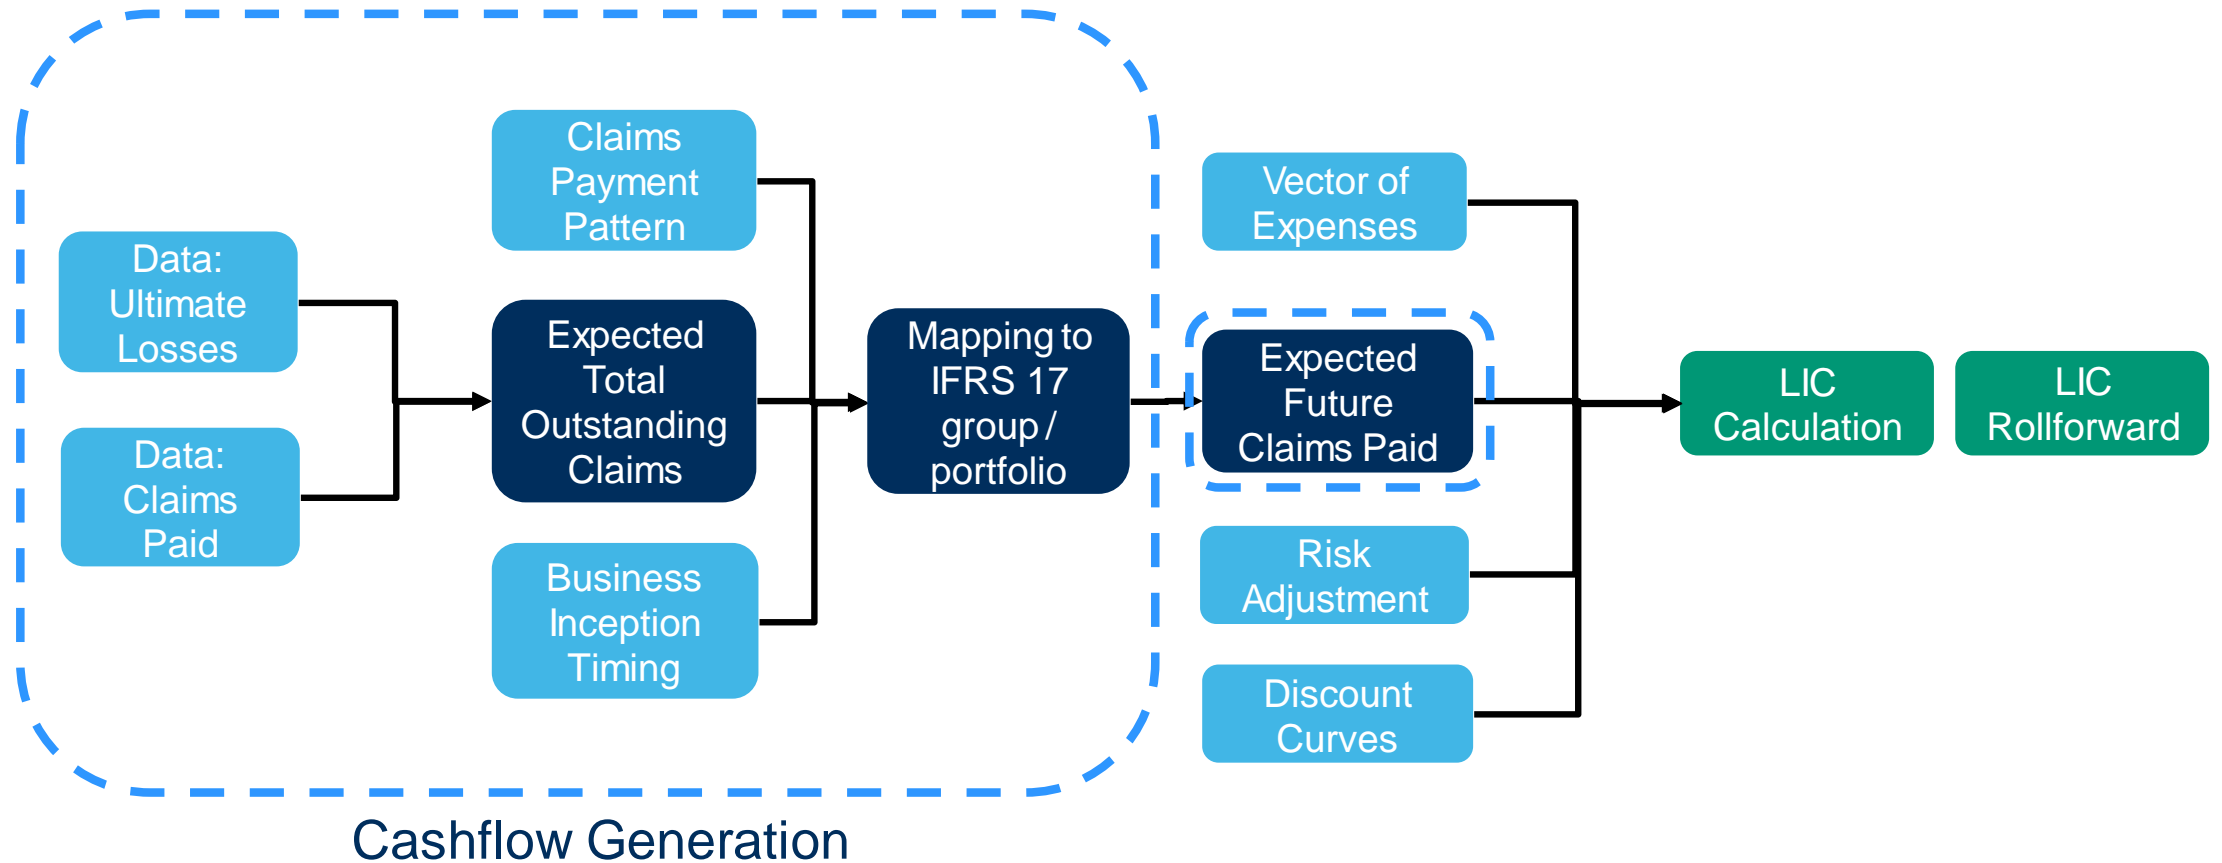 Data:
Ultimate
Losses
Data:
Claims
Paid
Claims
Payment
Pattern
Expected
Total
Outstanding
Claims
Business
Inception
Timing
Mapping to
IFRS 17
group /
portfolio
Vector of
Expenses
Expected
Future
Claims Paid
Risk
Adjustment
Discount
Curves
LIC
Calculation
LIC
Rollforward
Cashflow Generation